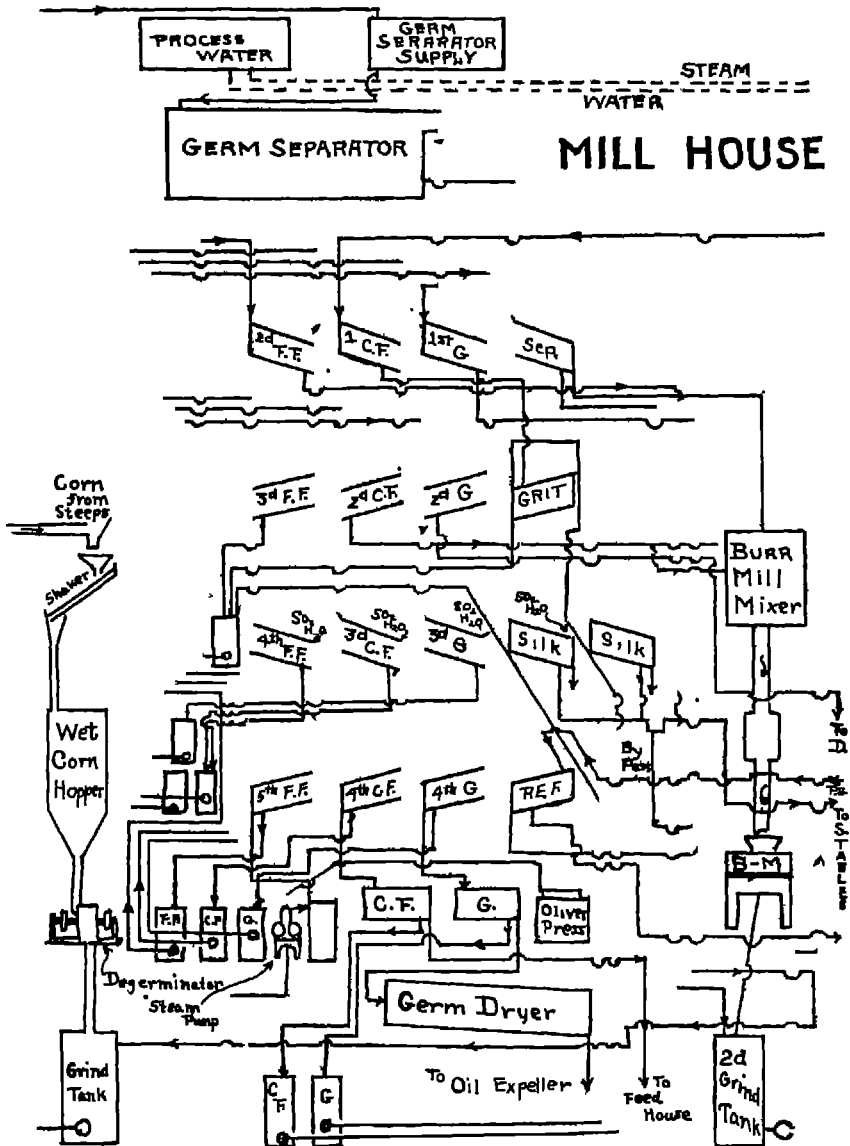 PROCESS
WATER
GERM
SERARATOR
SUPPLY
STEAM
WATER
GERM SEPARATOR
MILL HOUSE
2d
F.F.
1
C.F.
1st
G
SeR
Corn
from
Steeps
Shaker
3d F.F.
2d C.F.
2d G
GRIT
BURR
Mill
Mixer
4th
F.F.
SO2
H2O
3d
C.F.
SO2
H2O
3d
G
SO2
H2O
Silk
SO2
H2O
Silk
Wet
Corn
Hopper
By
Pass
To
TO STABLEE
5th F.F.
4th C.F.
4th G
REF.
B-M
F.F.
C.F.
G.
C.F.
G.
Oliver
Press
Degerminator
Steam
Pump
Germ Dryer
Grind
Tank
C
F.
G
To Oil Expeller
To
Feed
House
2d
Grind
Tank